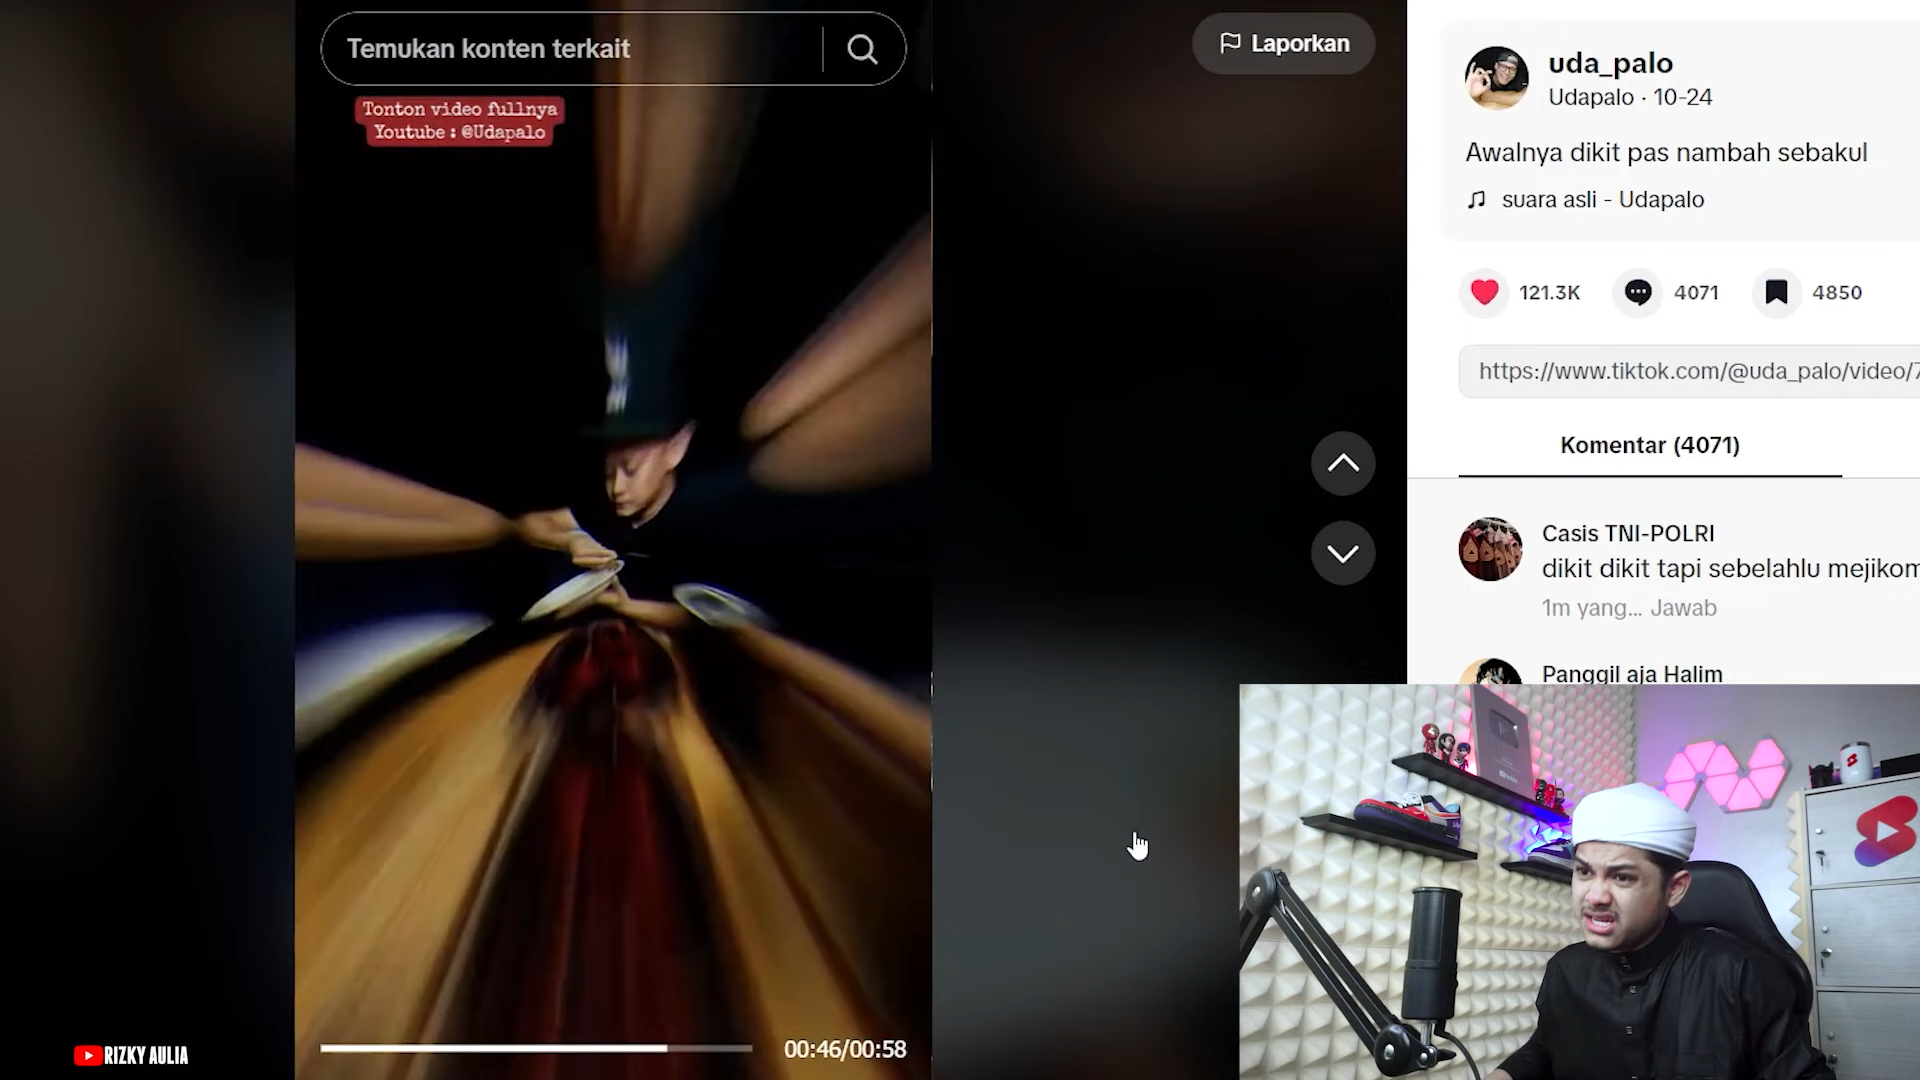 Temukan konten terkait
Laporkan
Tonton video fullnya
Youtube : @Udapalo
uda_palo
Udapalo · 10-24
Awalnya dikit pas nambah sebakul
suara asli - Udapalo
121.3K
4071
4850
https://www.tiktok.com/@uda_palo/video/7
Komentar (4071)
Casis TNI-POLRI
dikit dikit tapi sebelahlu mejikom
1m yang... Jawab
Panggil aja Halim
00:46/00:58
RIZKY AULIA